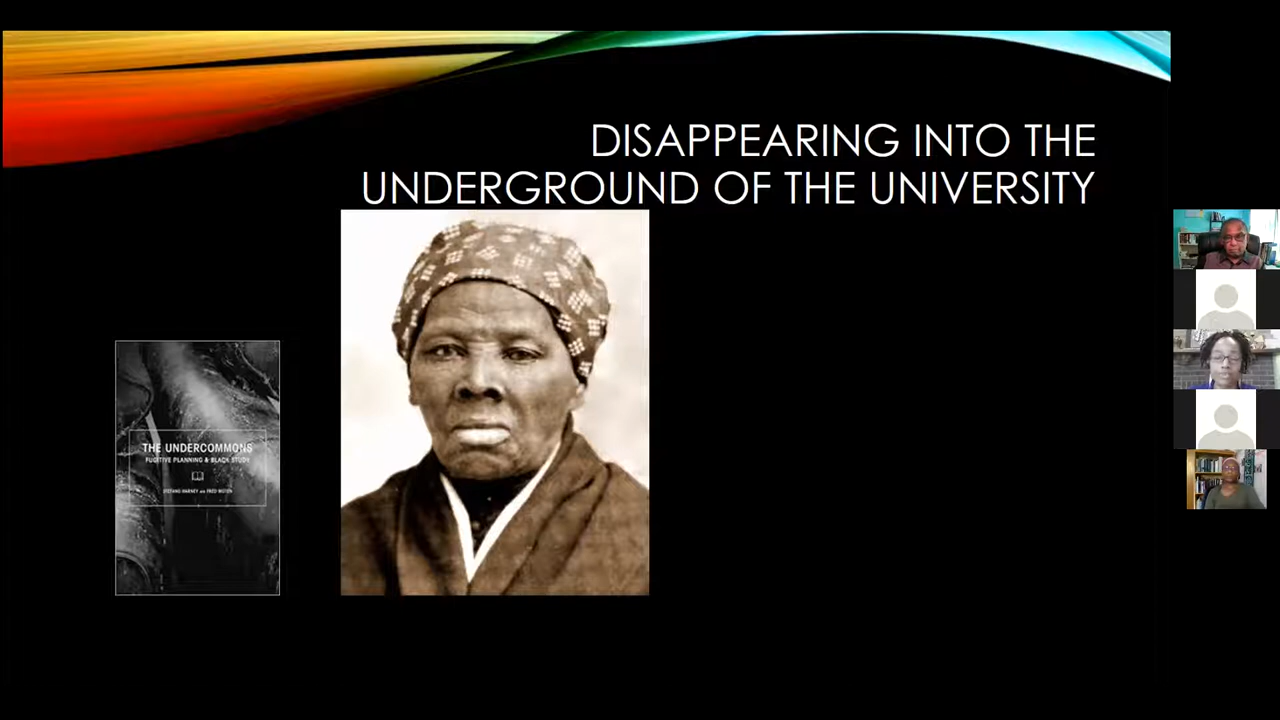 DISAPPEARING INTO THE
UNDERGROUND OF THE UNIVERSITY
THE UNDERCOMMONS
FUGITIVE PLANNING & BLACK STUDY
STEFANO HARNEY AND FRED MOTEN